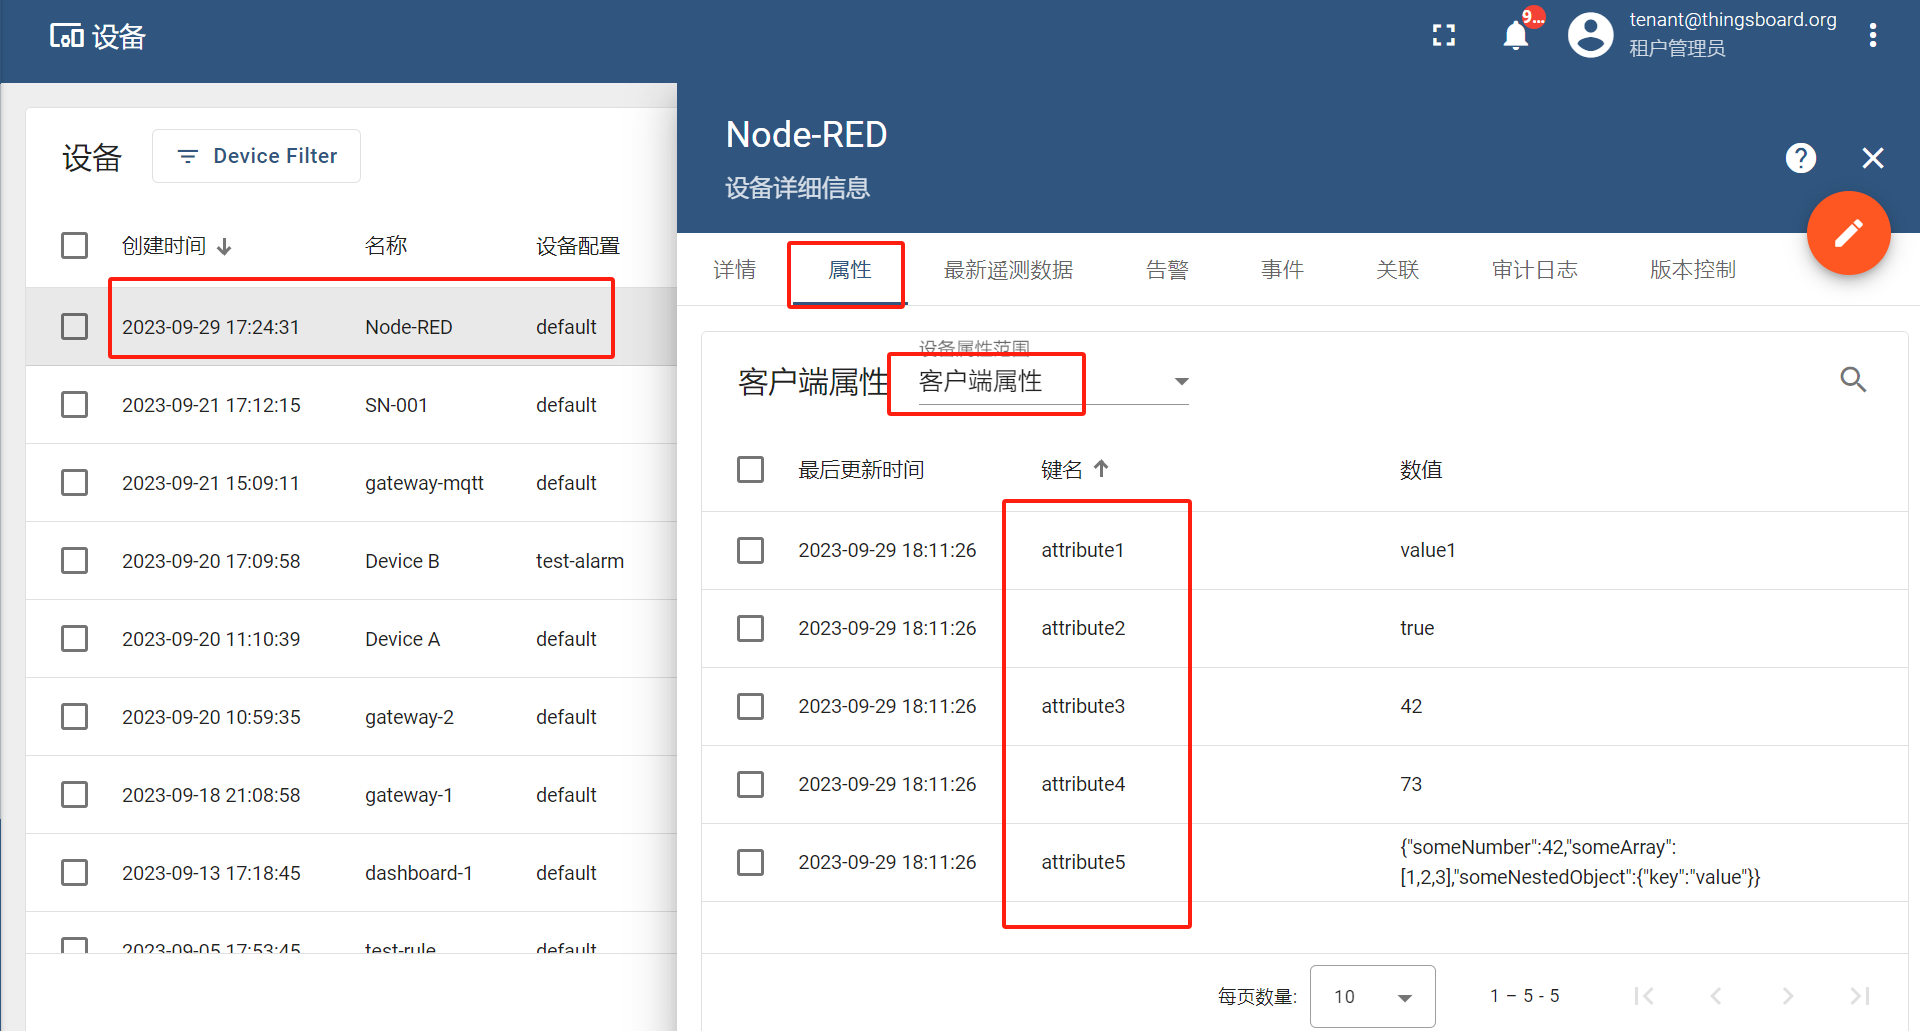 设备
9...
tenant@thingsboard.org
租户管理员
设备
Device Filter
创建时间 名称 设备配置
2023-09-29 17:24:31 Node-RED default
2023-09-21 17:12:15 SN-001 default
2023-09-21 15:09:11 gateway-mqtt default
2023-09-20 17:09:58 Device B test-alarm
2023-09-20 11:10:39 Device A default
2023-09-20 10:59:35 gateway-2 default
2023-09-18 21:08:58 gateway-1 default
2023-09-13 17:18:45 dashboard-1 default
2023-09-05 17:53:45 test-rule default
Node-RED
设备详细信息
详情 属性 最新遥测数据 告警 事件 关联 审计日志 版本控制
设备属性范围
客户端属性 客户端属性
最后更新时间 键名 数值
2023-09-29 18:11:26 attribute1 value1
2023-09-29 18:11:26 attribute2 true
2023-09-29 18:11:26 attribute3 42
2023-09-29 18:11:26 attribute4 73
2023-09-29 18:11:26 attribute5 {"someNumber":42,"someArray":
[1,2,3],"someNestedObject":{"key":"value"}}
每页数量: 10 1 – 5 - 5